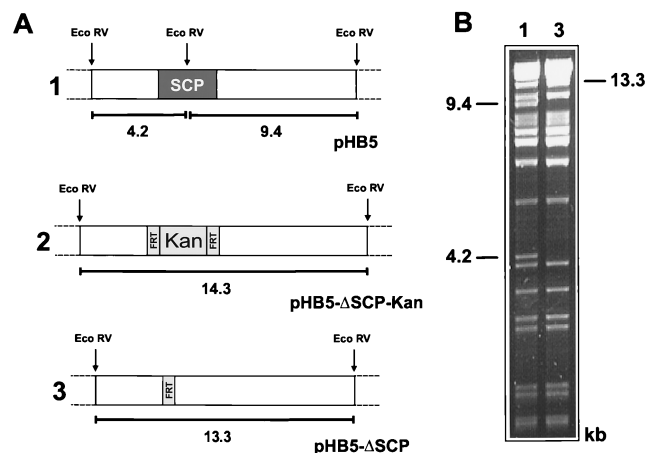 A
Eco RV Eco RV Eco RV
1 SCP
4.2 9.4
pHB5
Eco RV Eco RV
2 FRT Kan FRT
14.3
pHB5-ΔSCP-Kan
Eco RV Eco RV
3 FRT
13.3
pHB5-ΔSCP
B
1 3
13.3
9.4
4.2
kb